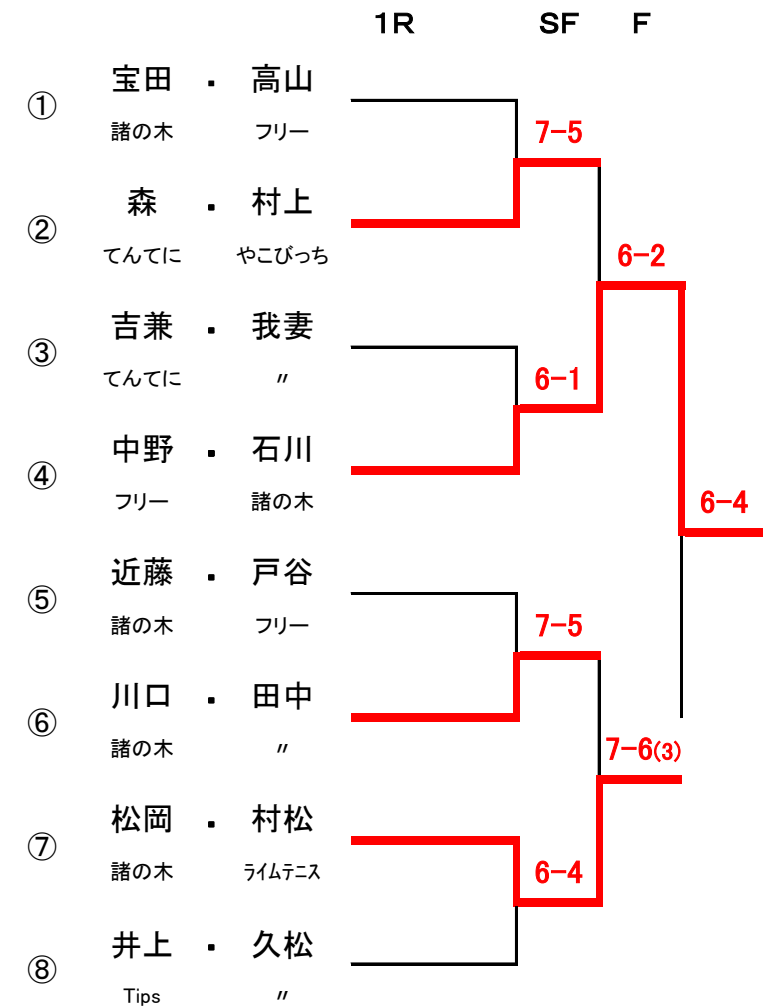 1R SF F
宝田 ・ 高山
① 7-5
諸の木 フリー
森 ・ 村上
②
てんてに やこびっち 6-2
吉兼 ・ 我妻
③
てんてに 〃 6-1
中野 ・ 石川
④
フリー 諸の木 6-4
近藤 ・ 戸谷
⑤
諸の木 フリー 7-5
川口 ・ 田中
⑥
諸の木 〃 7-6(3)
松岡 ・ 村松
⑦
諸の木 ライムテニス 6-4
井上 ・ 久松
⑧
Tips 〃